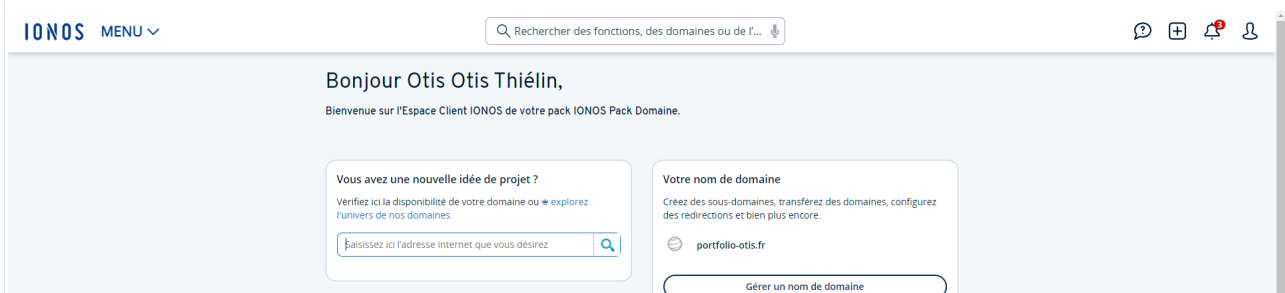 IONOS MENU
Rechercher des fonctions, des domaines ou de l'...
3
Bonjour Otis Otis Thiélin,
Bienvenue sur l'Espace Client IONOS de votre pack IONOS Pack Domaine.
Vous avez une nouvelle idée de projet ?
Vérifiez ici la disponibilité de votre domaine ou explorez
l'univers de nos domaines.
Saisissez ici l'adresse internet que vous désirez
Votre nom de domaine
Créez des sous-domaines, transférez des domaines, configurez
des redirections et bien plus encore.
portfolio-otis.fr
Gérer un nom de domaine